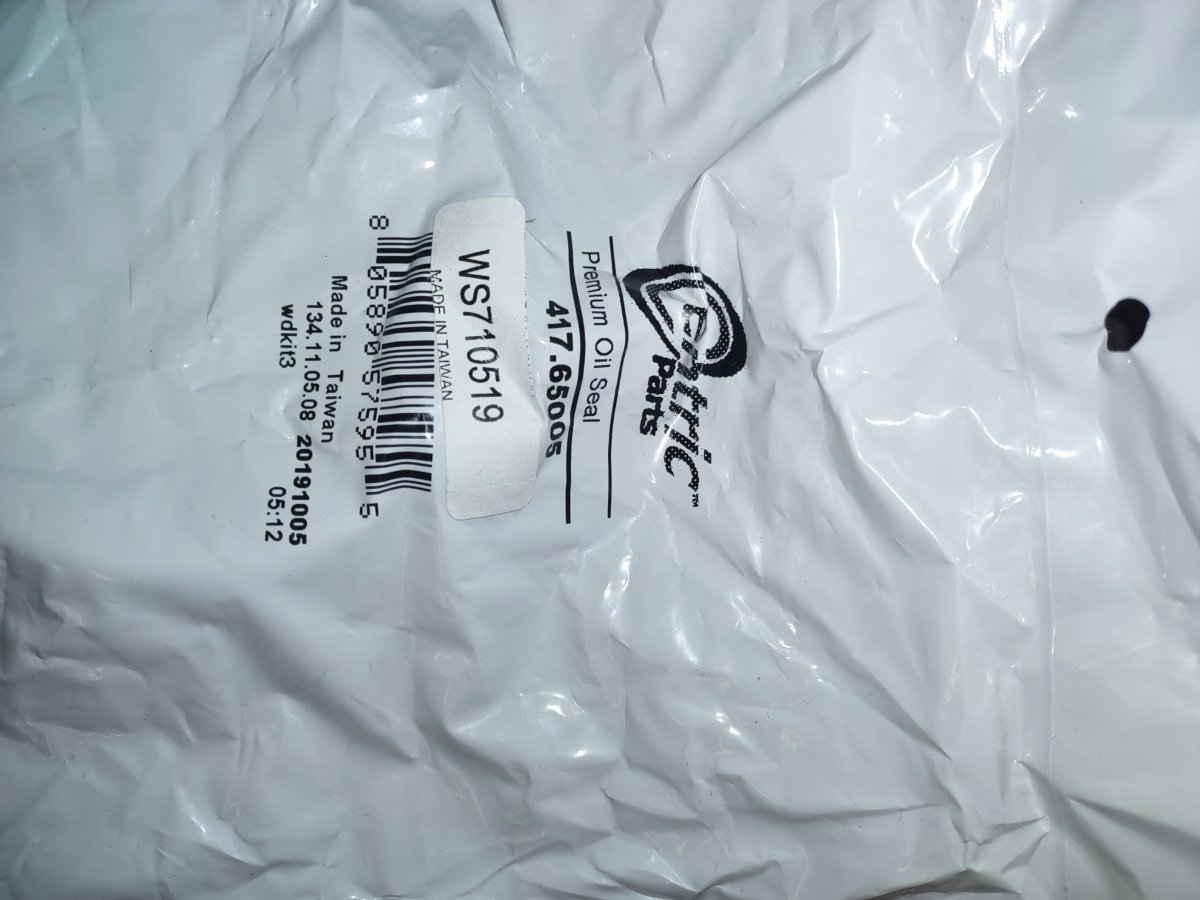 Centric™
Parts
Premium Oil Seal
417.65005
WS710519
MADE IN TAIWAN
8 05890 57595 5
Made in Taiwan
134.11.05.08 20191005
wdkit3 05:12